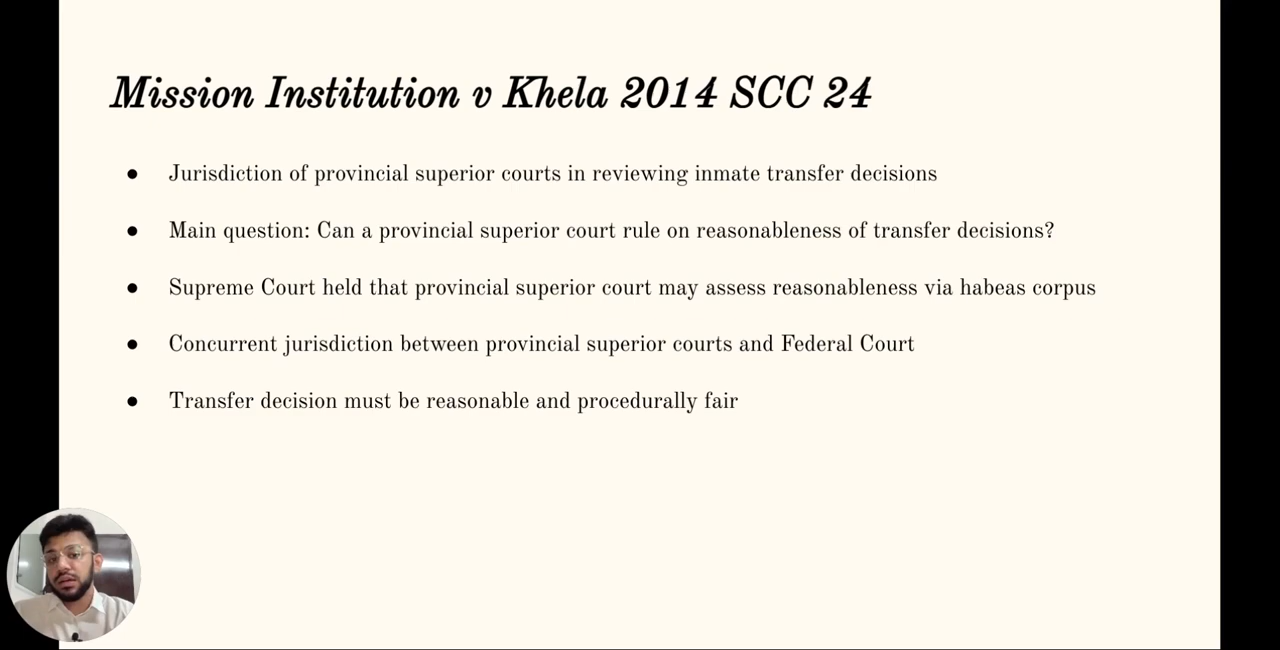 Mission Institution v Khela 2014 SCC 24
● Jurisdiction of provincial superior courts in reviewing inmate transfer decisions
● Main question: Can a provincial superior court rule on reasonableness of transfer decisions?
● Supreme Court held that provincial superior court may assess reasonableness via habeas corpus
● Concurrent jurisdiction between provincial superior courts and Federal Court
● Transfer decision must be reasonable and procedurally fair